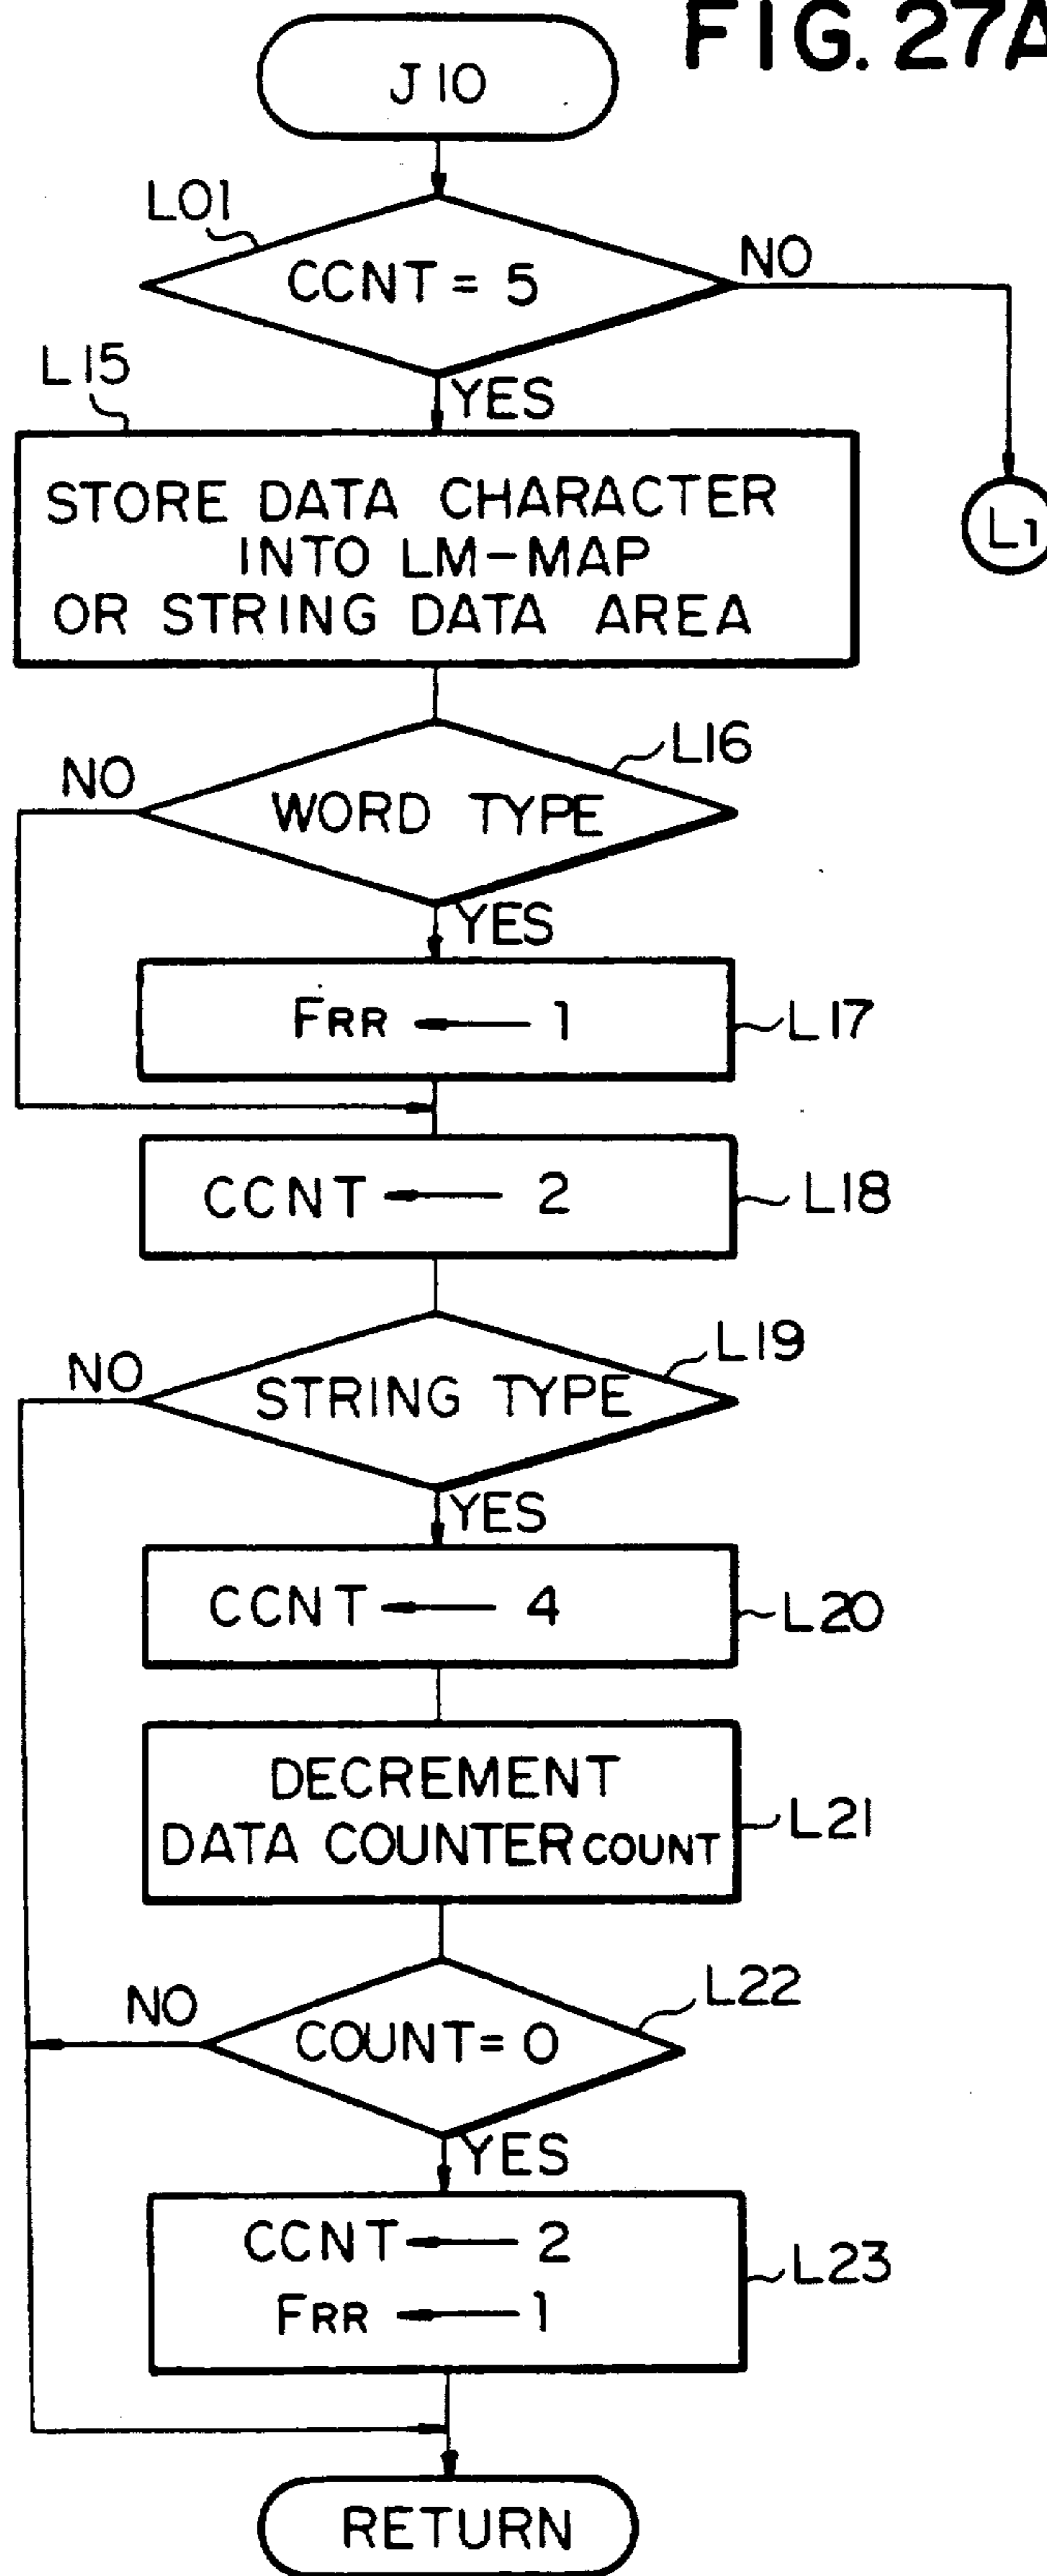 FIG. 27A
J10
L01
CCNT = 5
NO
L15
YES
STORE DATA CHARACTER
INTO LM-MAP
OR STRING DATA AREA
L1
L16
NO
WORD TYPE
YES
FRR ← 1
L17
CCNT ← 2
L18
L19
NO
STRING TYPE
YES
CCNT ← 4
L20
DECREMENT
DATA COUNTER COUNT
L21
L22
NO
COUNT = 0
YES
CCNT ← 2
FRR ← 1
L23
RETURN